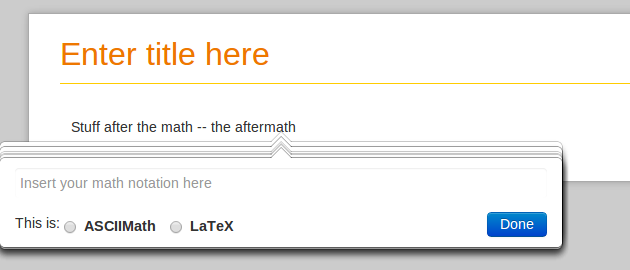 Enter title here
Stuff after the math -- the aftermath
Insert your math notation here
This is: ASCIIMath LaTeX Done